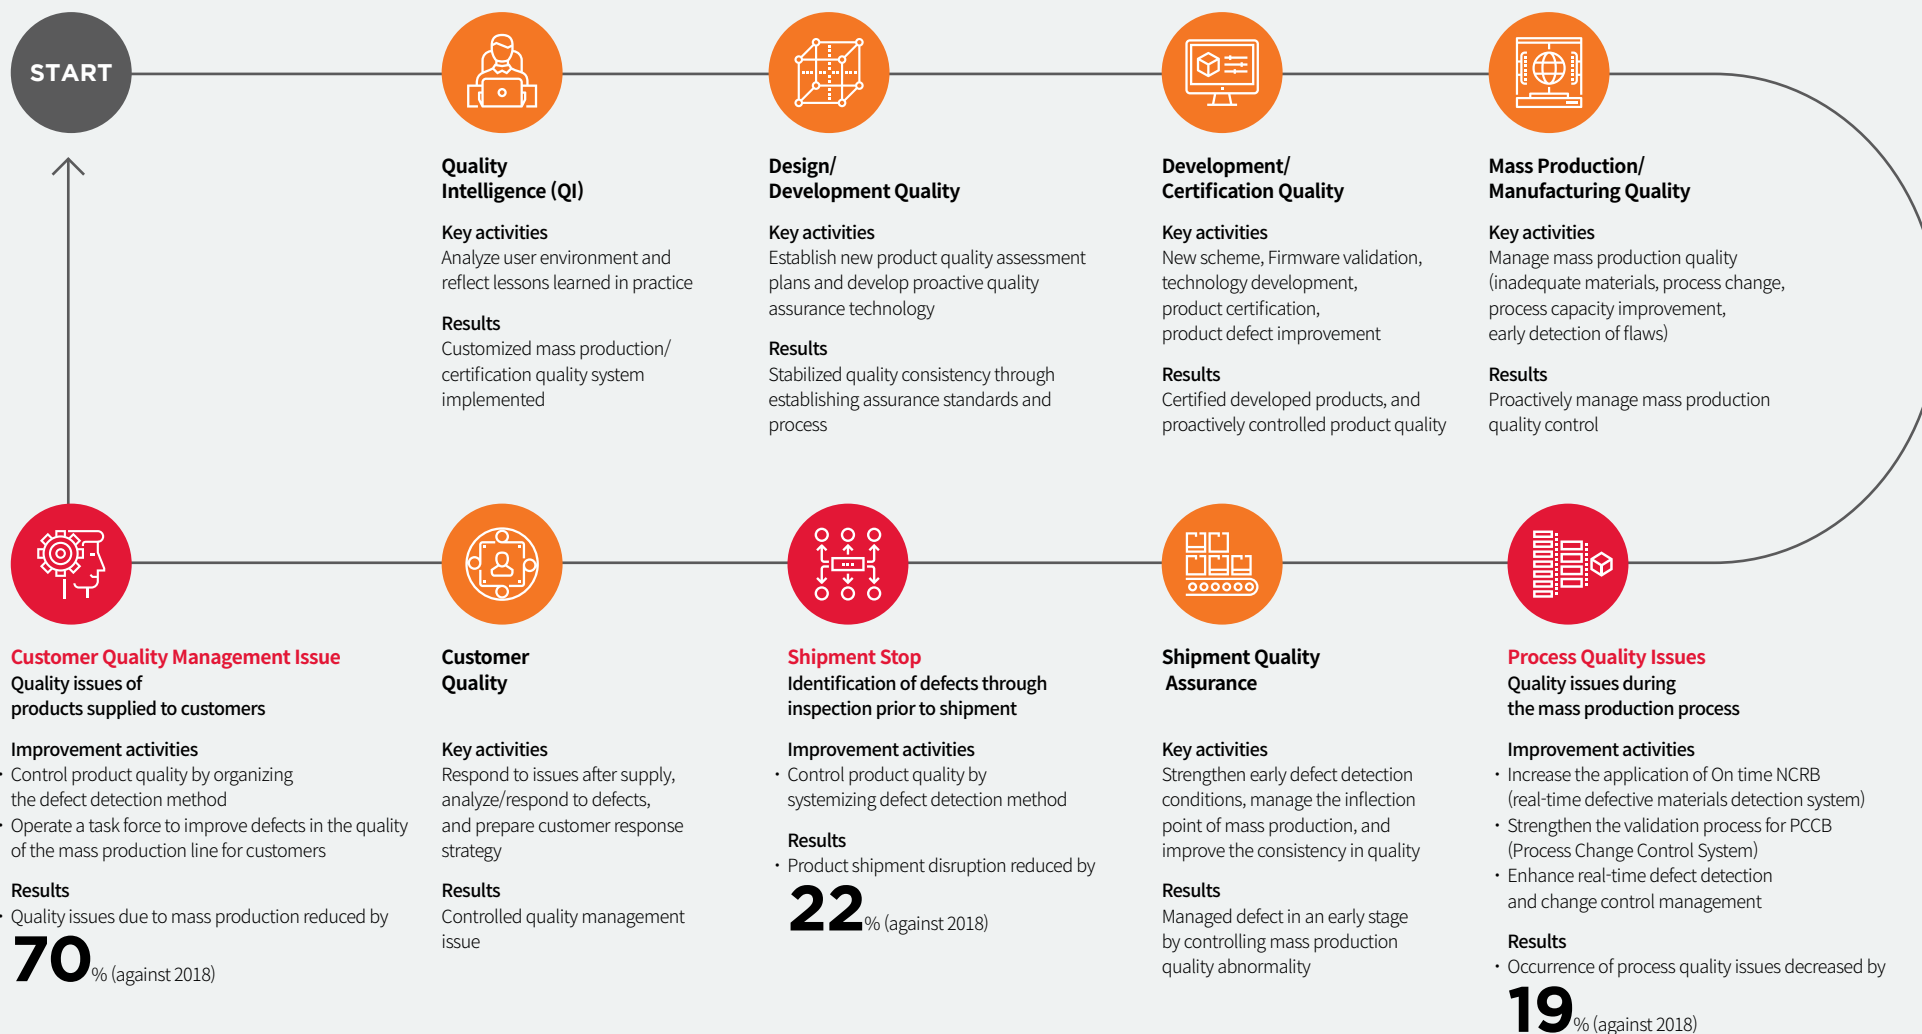 START
Quality
Intelligence (QI)
Key activities
Analyze user environment and
reflect lessons learned in practice
Results
Customized mass production/
certification quality system
implemented
Design/
Development Quality
Key activities
Establish new product quality assessment
plans and develop proactive quality
assurance technology
Results
Stabilized quality consistency through
establishing assurance standards and
process
Development/
Certification Quality
Key activities
New scheme, Firmware validation,
technology development,
product certification,
product defect improvement
Results
Certified developed products, and
proactively controlled product quality
Mass Production/
Manufacturing Quality
Key activities
Manage mass production quality
(inadequate materials, process change,
process capacity improvement,
early detection of flaws)
Results
Proactively manage mass production
quality control
Customer Quality Management Issue
Quality issues of
products supplied to customers
Improvement activities
· Control product quality by organizing
the defect detection method
· Operate a task force to improve defects in the quality
of the mass production line for customers
Results
· Quality issues due to mass production reduced by
70% (against 2018)
Customer
Quality
Key activities
Respond to issues after supply,
analyze/respond to defects,
and prepare customer response
strategy
Results
Controlled quality management
issue
Shipment Stop
Identification of defects through
inspection prior to shipment
Improvement activities
· Control product quality by
systemizing defect detection method
Results
· Product shipment disruption reduced by
22% (against 2018)
Shipment Quality
Assurance
Key activities
Strengthen early defect detection
conditions, manage the inflection
point of mass production, and
improve the consistency in quality
Results
Managed defect in an early stage
by controlling mass production
quality abnormality
Process Quality Issues
Quality issues during
the mass production process
Improvement activities
· Increase the application of On time NCRB
(real-time defective materials detection system)
· Strengthen the validation process for PCCB
(Process Change Control System)
· Enhance real-time defect detection
and change control management
Results
· Occurrence of process quality issues decreased by
19% (against 2018)